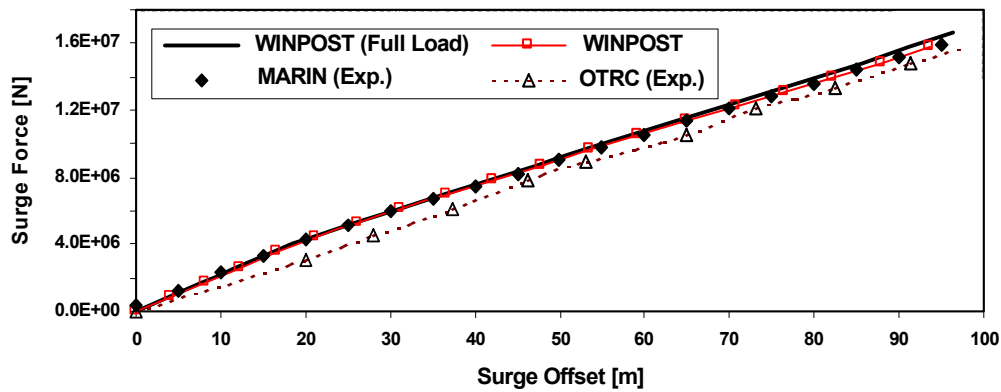 1.6E+07
1.2E+07
8.0E+06
4.0E+06
0.0E+00
Surge Force [N]
WINPOST (Full Load)
WINPOST
MARIN (Exp.)
OTRC (Exp.)
0 10 20 30 40 50 60 70 80 90 100
Surge Offset [m]